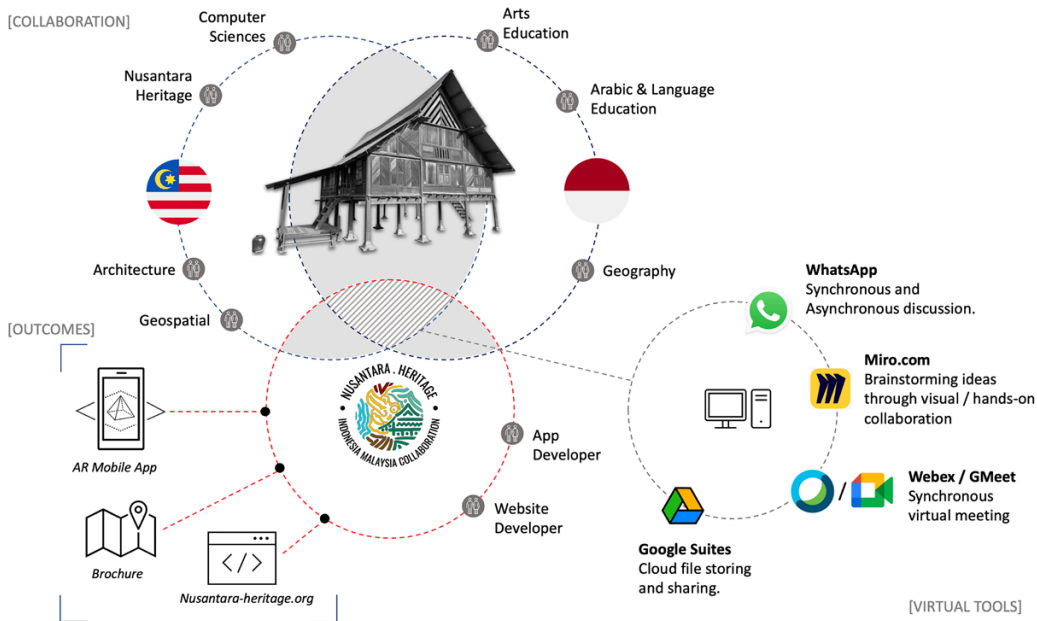 [COLLABORATION]
Computer
Sciences
Arts
Education
Nusantara
Heritage
Arabic & Language
Education
Architecture
Geography
Geospatial
[OUTCOMES]
NUSANTARA . HERITAGE
INDONESIA MALAYSIA COLLABORATION
AR Mobile App
Brochure
</>
Nusantara-heritage.org
App
Developer
Website
Developer
WhatsApp
Synchronous and
Asynchronous discussion.
Miro.com
Brainstorming ideas
through visual / hands-on
collaboration
/
Webex / GMeet
Synchronous
virtual meeting
Google Suites
Cloud file storing
and sharing.
[VIRTUAL TOOLS]